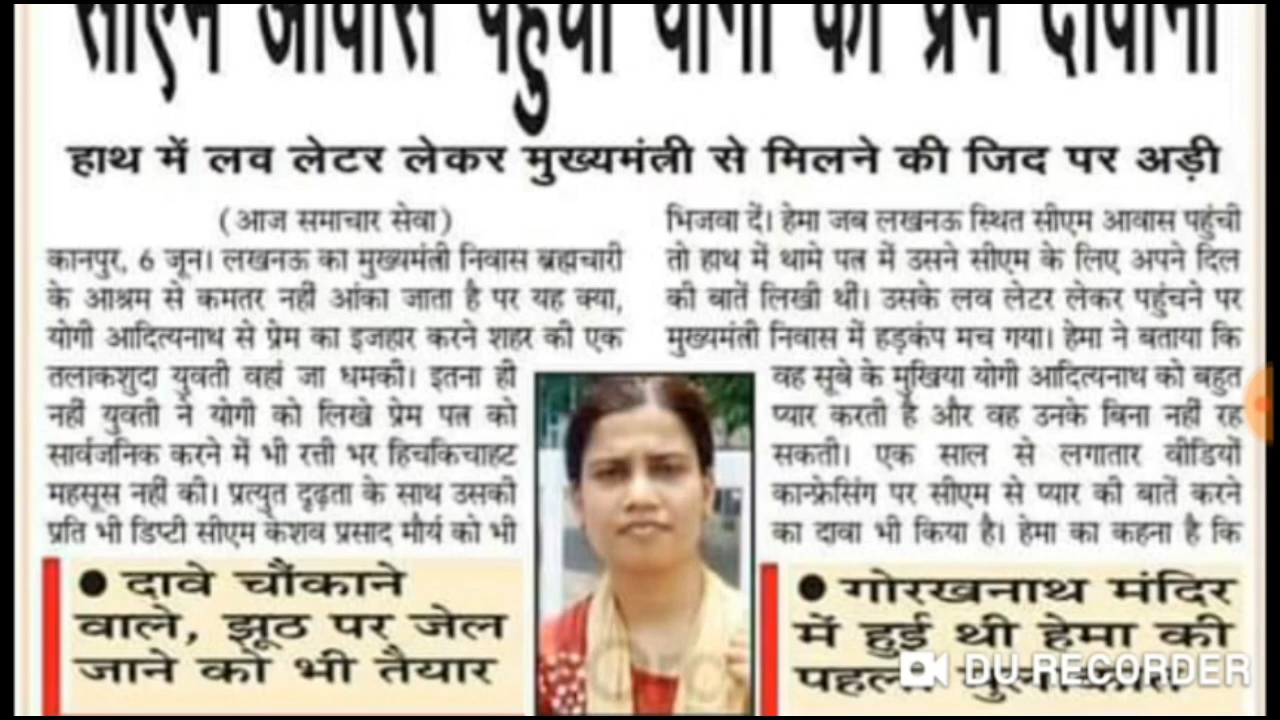 सीएम आवास पहुंची योगी की प्रेम दीवानी
हाथ में लव लेटर लेकर मुख्यमंत्री से मिलने की जिद पर अड़ी
(आज समाचार सेवा)
कानपुर, 6 जून। लखनऊ का मुख्यमंत्री निवास ब्रह्मचारी
के आश्रम से कमतर नहीं आंका जाता है पर यह क्या,
योगी आदित्यनाथ से प्रेम का इजहार करने शहर की एक
तलाकशुदा युवती वहां जा धमकी। इतना ही
नहीं युवती ने योगी को लिखे प्रेम पत्र को
सार्वजनिक करने में भी रत्ती भर हिचकिचाहट
महसूस नहीं की। प्रत्युत दृढ़ता के साथ उसकी
प्रति भी डिप्टी सीएम केशव प्रसाद मौर्य को भी
● दावे चौंकाने
वाले, झूठ पर जेल
जाने को भी तैयार
भिजवा दें। हेमा जब लखनऊ स्थित सीएम आवास पहुंची
तो हाथ में थामे पत्र में उसने सीएम के लिए अपने दिल
की बातें लिखी थीं। उसके लव लेटर लेकर पहुंचने पर
मुख्यमंत्री निवास में हड़कंप मच गया। हेमा ने बताया कि
वह सूबे के मुखिया योगी आदित्यनाथ को बहुत
प्यार करती है और वह उनके बिना नहीं रह
सकती। एक साल से लगातार वीडियों
कान्फ्रेसिंग पर सीएम से प्यार की बातें करने
का दावा भी किया है। हेमा का कहना है कि
● गोरखनाथ मंदिर
में हुई थी हेमा की
पहली मुलाकात
DU RECORDER